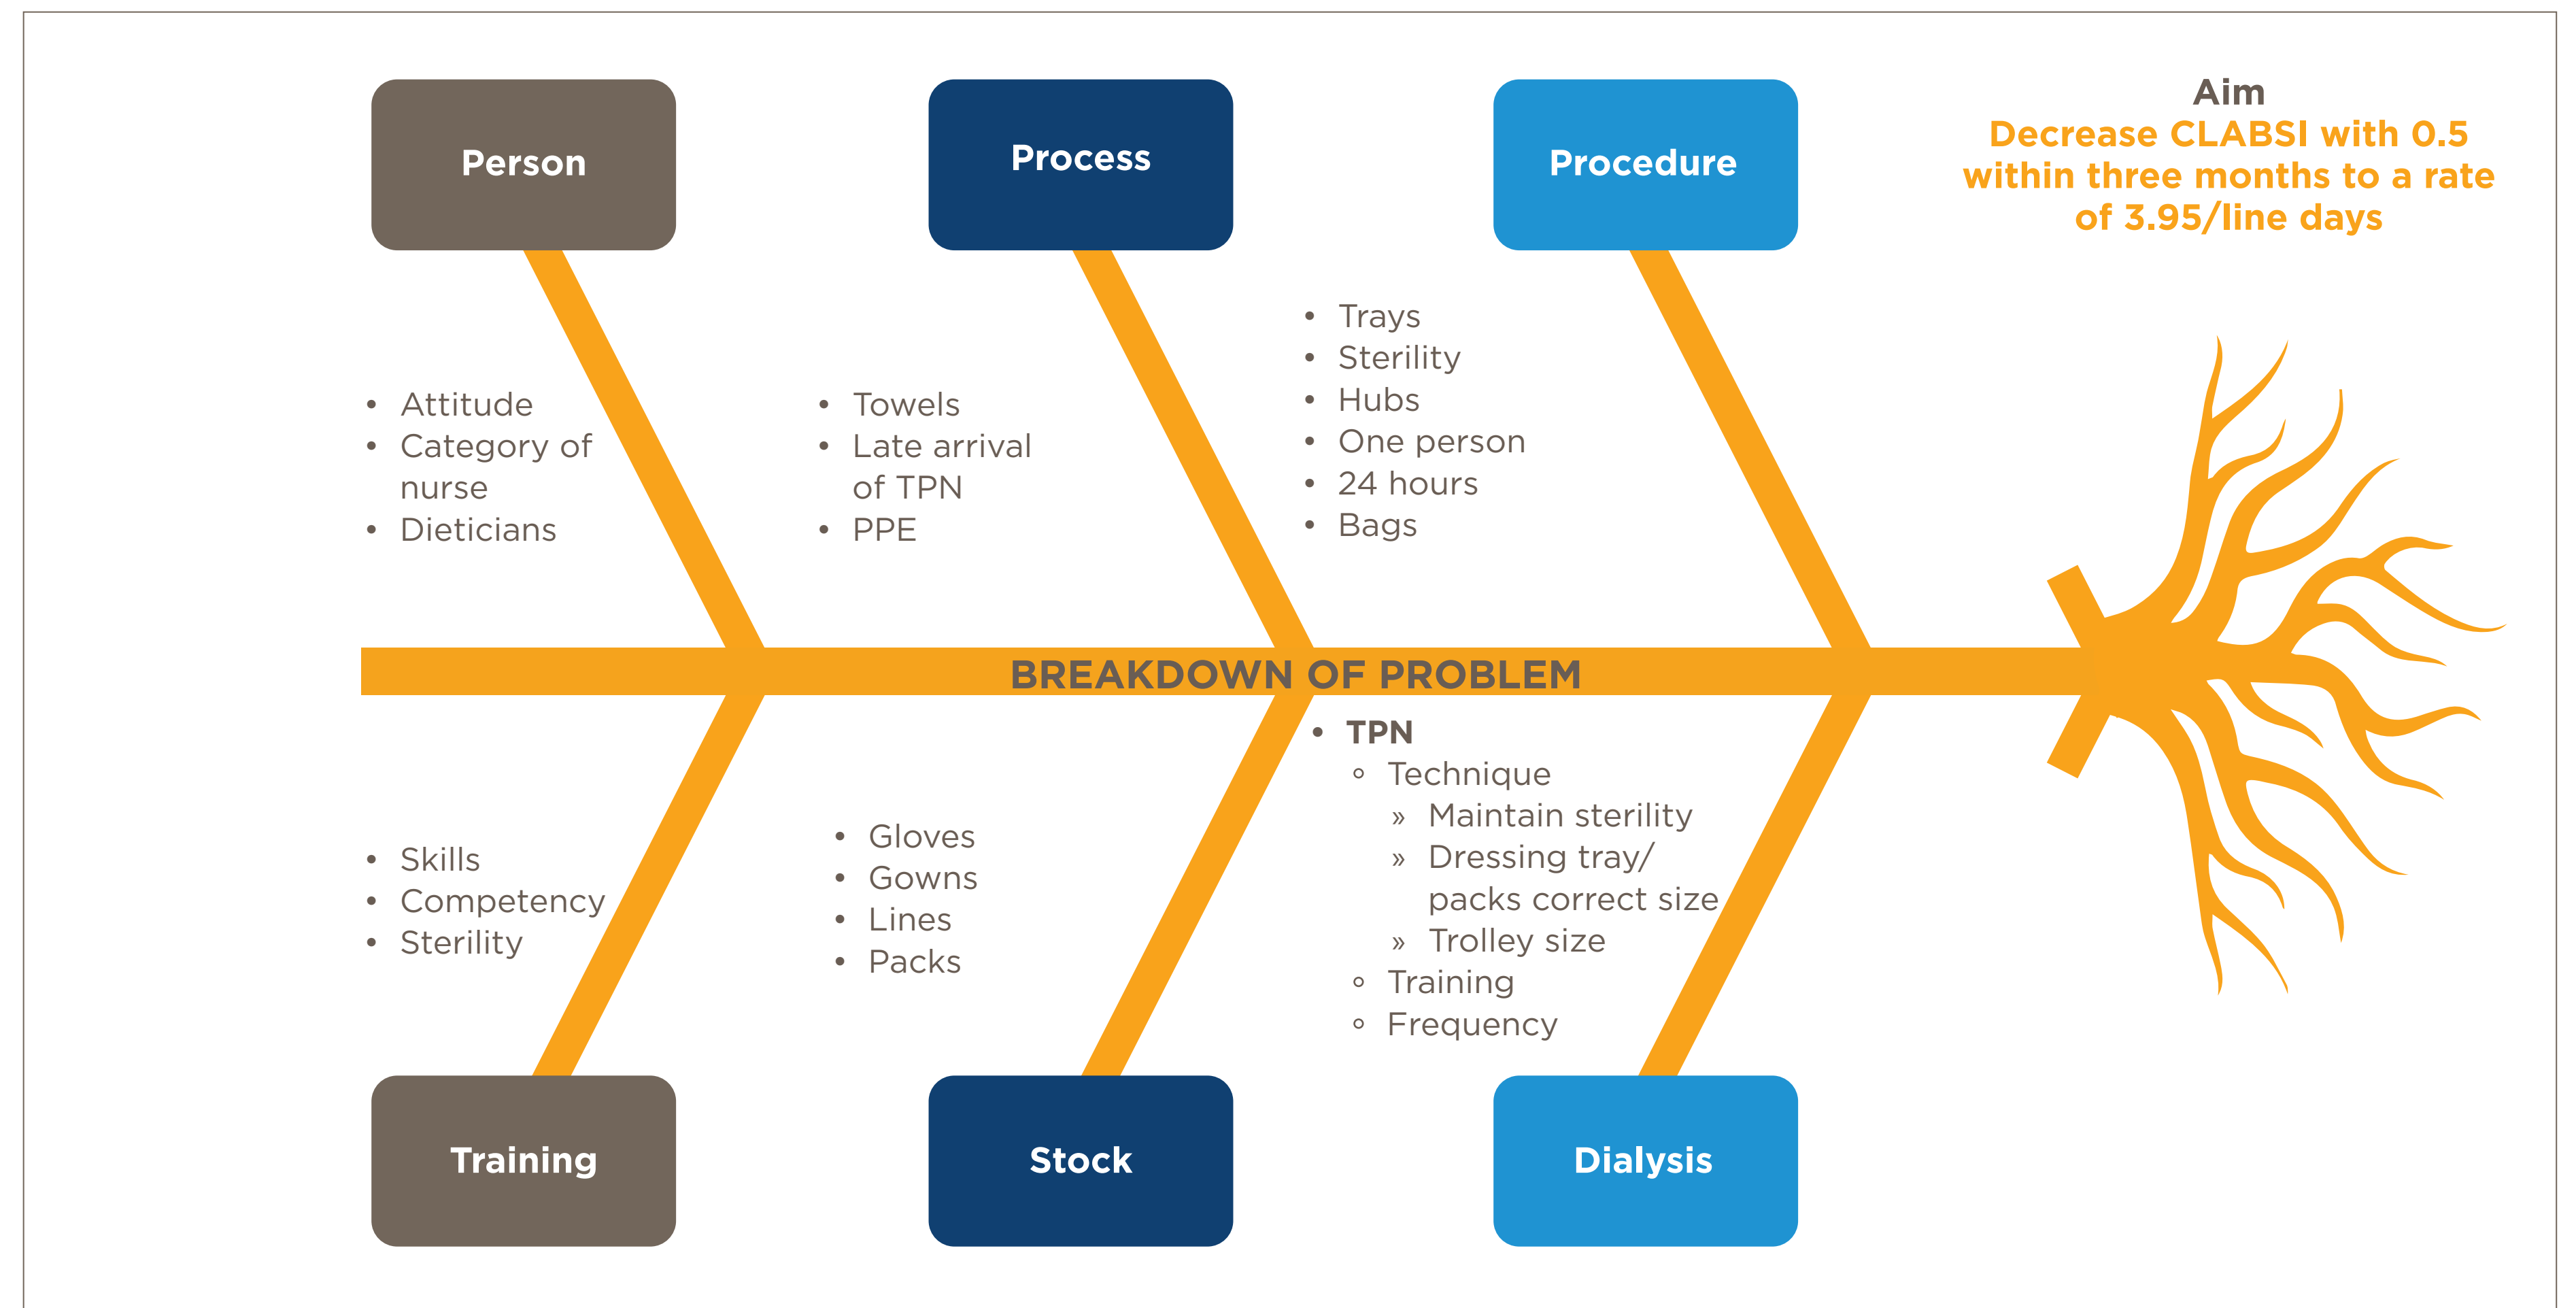 Person
Process
Procedure
Aim
Decrease CLABSI with 0.5
within three months to a rate
of 3.95/line days
• Attitude
• Category of
nurse
• Dieticians
• Towels
• Late arrival
of TPN
• PPE
• Trays
• Sterility
• Hubs
• One person
• 24 hours
• Bags
BREAKDOWN OF PROBLEM
• Skills
• Competency
• Sterility
• Gloves
• Gowns
• Lines
• Packs
• TPN
◦ Technique
» Maintain sterility
» Dressing tray/
packs correct size
» Trolley size
◦ Training
◦ Frequency
Training
Stock
Dialysis